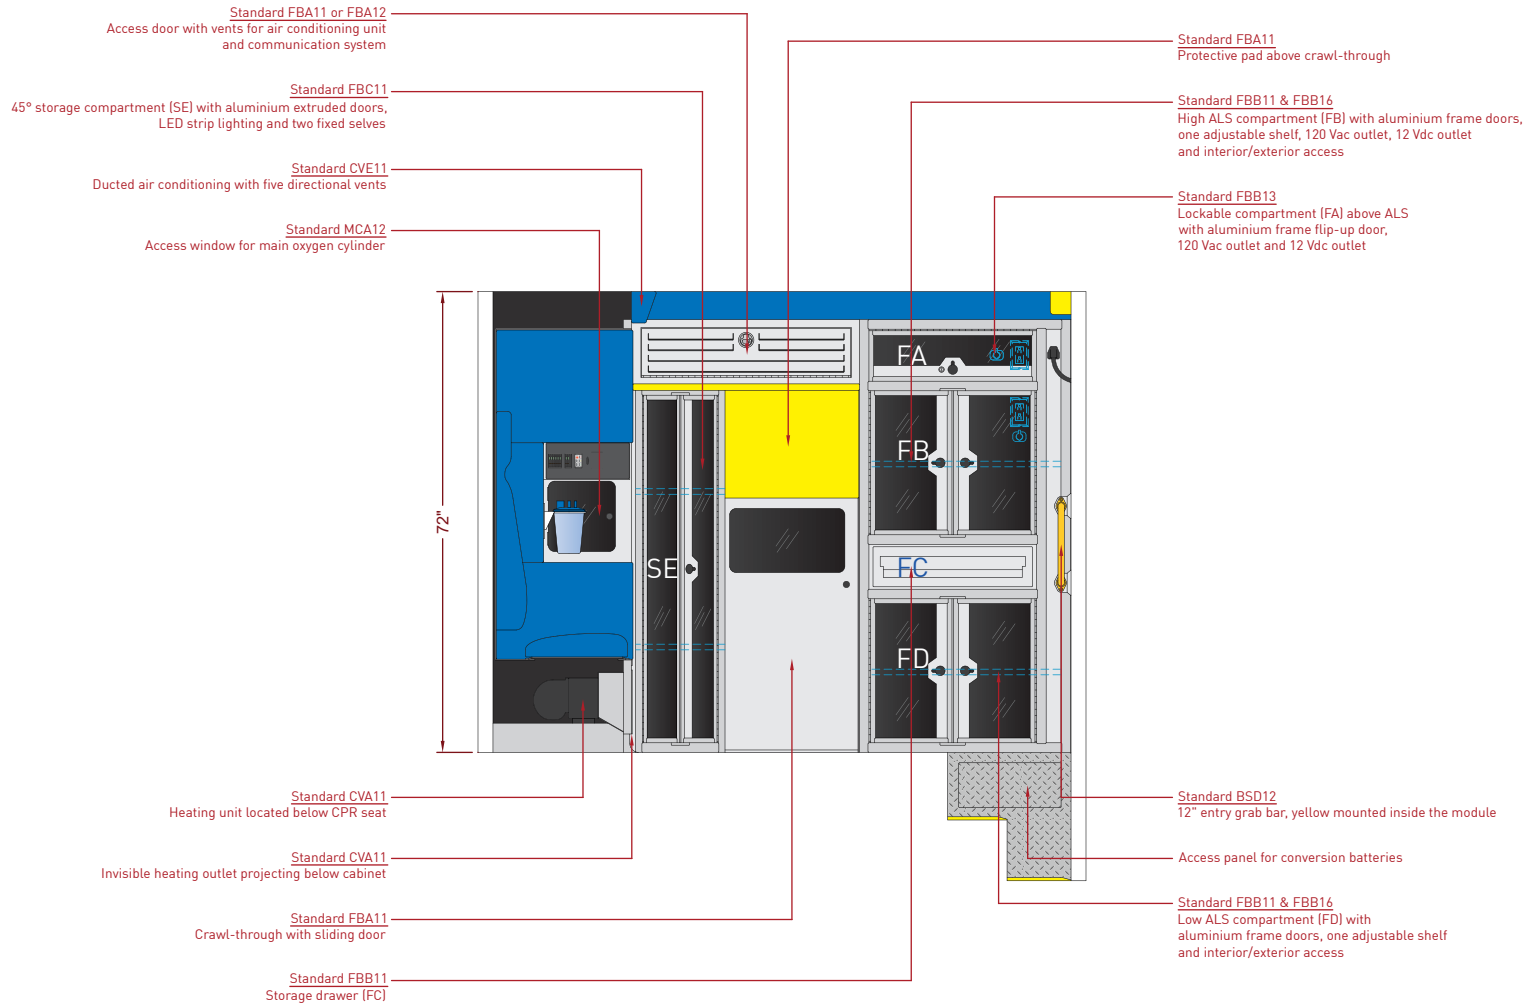 Standard FBA11 or FBA12
Access door with vents for air conditioning unit
and communication system
Standard FBC11
45° storage compartment (SE) with aluminium extruded doors,
LED strip lighting and two fixed selves
Standard CVE11
Ducted air conditioning with five directional vents
Standard MCA12
Access window for main oxygen cylinder
Standard FBA11
Protective pad above crawl-through
Standard FBB11 & FBB16
High ALS compartment (FB) with aluminium frame doors,
one adjustable shelf, 120 Vac outlet, 12 Vdc outlet
and interior/exterior access
Standard FBB13
Lockable compartment (FA) above ALS
with aluminium frame flip-up door,
120 Vac outlet and 12 Vdc outlet
72"
FA
FB
SE
FC
FD
Standard CVA11
Heating unit located below CPR seat
Standard CVA11
Invisible heating outlet projecting below cabinet
Standard FBA11
Crawl-through with sliding door
Standard FBB11
Storage drawer (FC)
Standard BSD12
12" entry grab bar, yellow mounted inside the module
Access panel for conversion batteries
Standard FBB11 & FBB16
Low ALS compartment (FD) with
aluminium frame doors, one adjustable shelf
and interior/exterior access